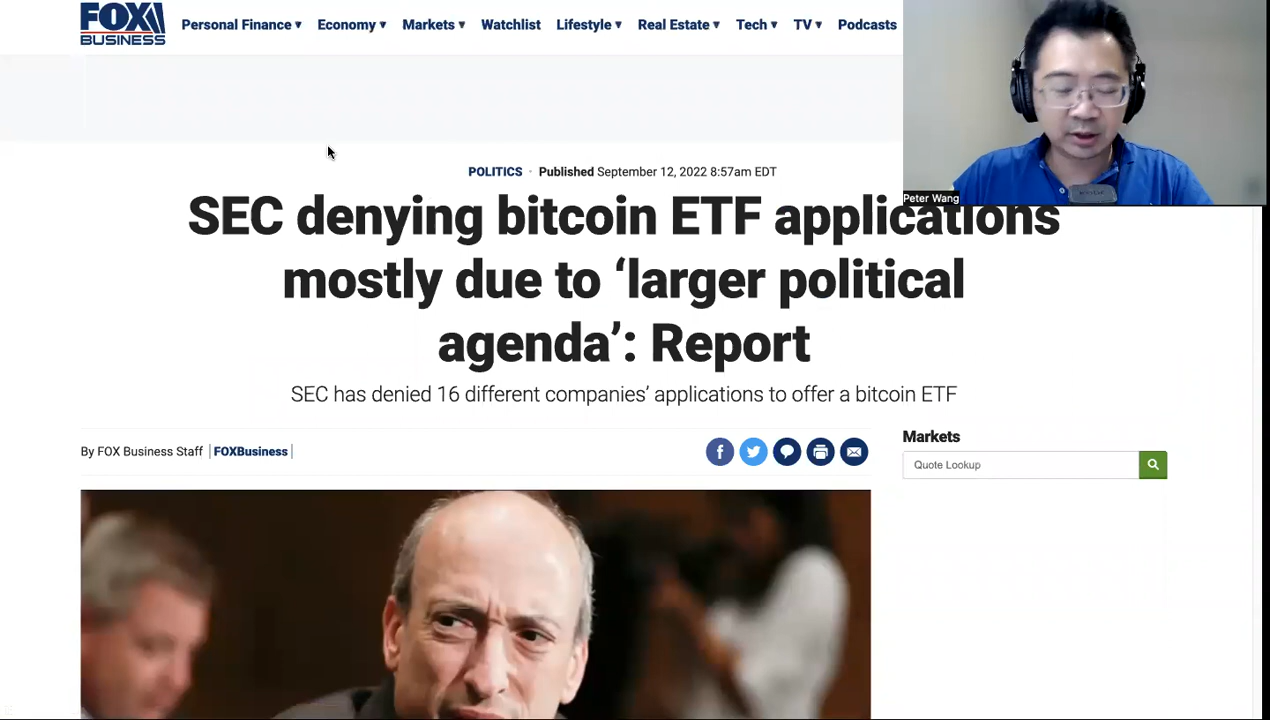 FOX
BUSINESS
Personal Finance Economy Markets Watchlist Lifestyle Real Estate Tech TV Podcasts
Peter Wang
POLITICS · Published September 12, 2022 8:57am EDT
SEC denying bitcoin ETF applications
mostly due to ‘larger political
agenda’: Report
SEC has denied 16 different companies’ applications to offer a bitcoin ETF
By FOX Business Staff | FOXBusiness |
f
Markets
Quote Lookup